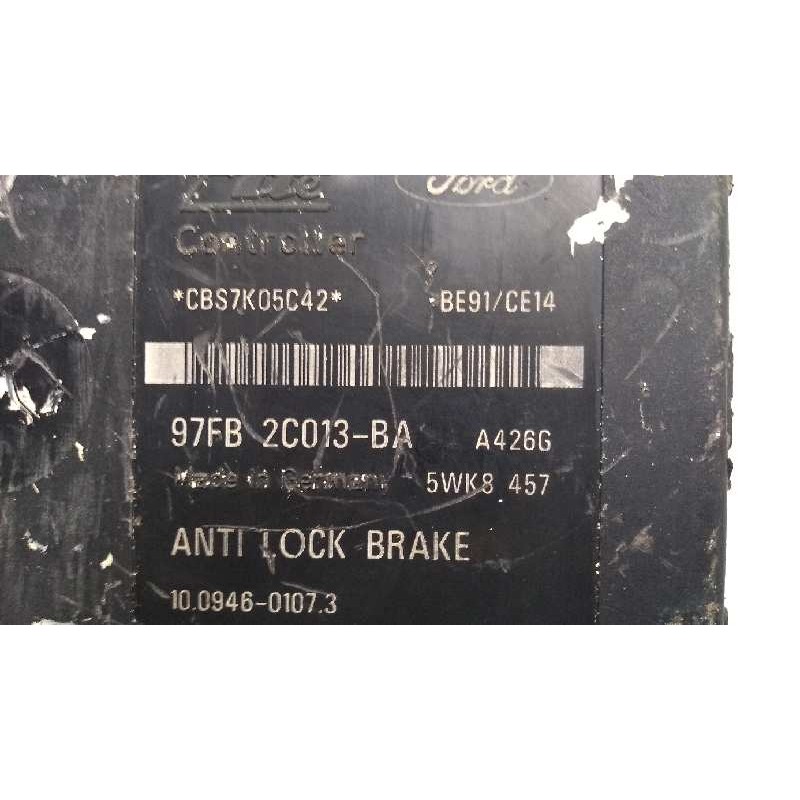 Ate Ford
Controller
*CBS7K05C42* BE91/CE14
97FB 2C013-BA A426G
Made in Germany 5WK8 457
ANTI LOCK BRAKE
10.0946-0107.3